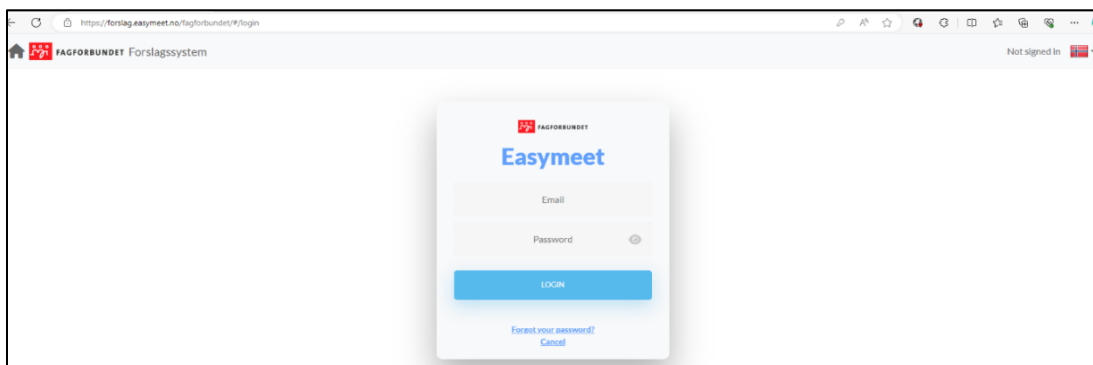 https://forslag.easymeet.no/fagforbundet/#/login
FAGFORBUNDET Forslagssystem
Not signed in
FAGFORBUNDET
Easymeet
Email
Password
LOGIN
Forgot your password?
Cancel